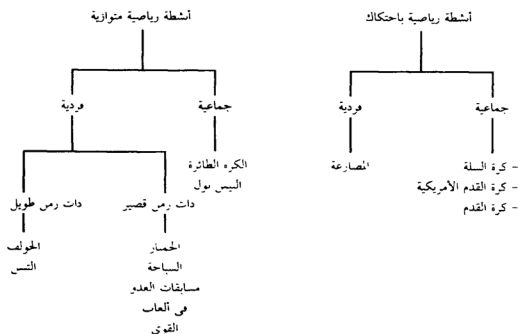 أنشطة رياضية باحتكاك
جماعية
فردية
- كرة السلة
- كرة القدم الأمريكية
- كرة القدم
المصارعة
أنشطة رياضية متوازية
جماعية
فردية
الكره الطائرة
البيس بول
ذات زمن قصير
ذات زمن طويل
الجمباز
السباحة
مسابقات العدو
في ألعاب
القوى
الجولف
التنس